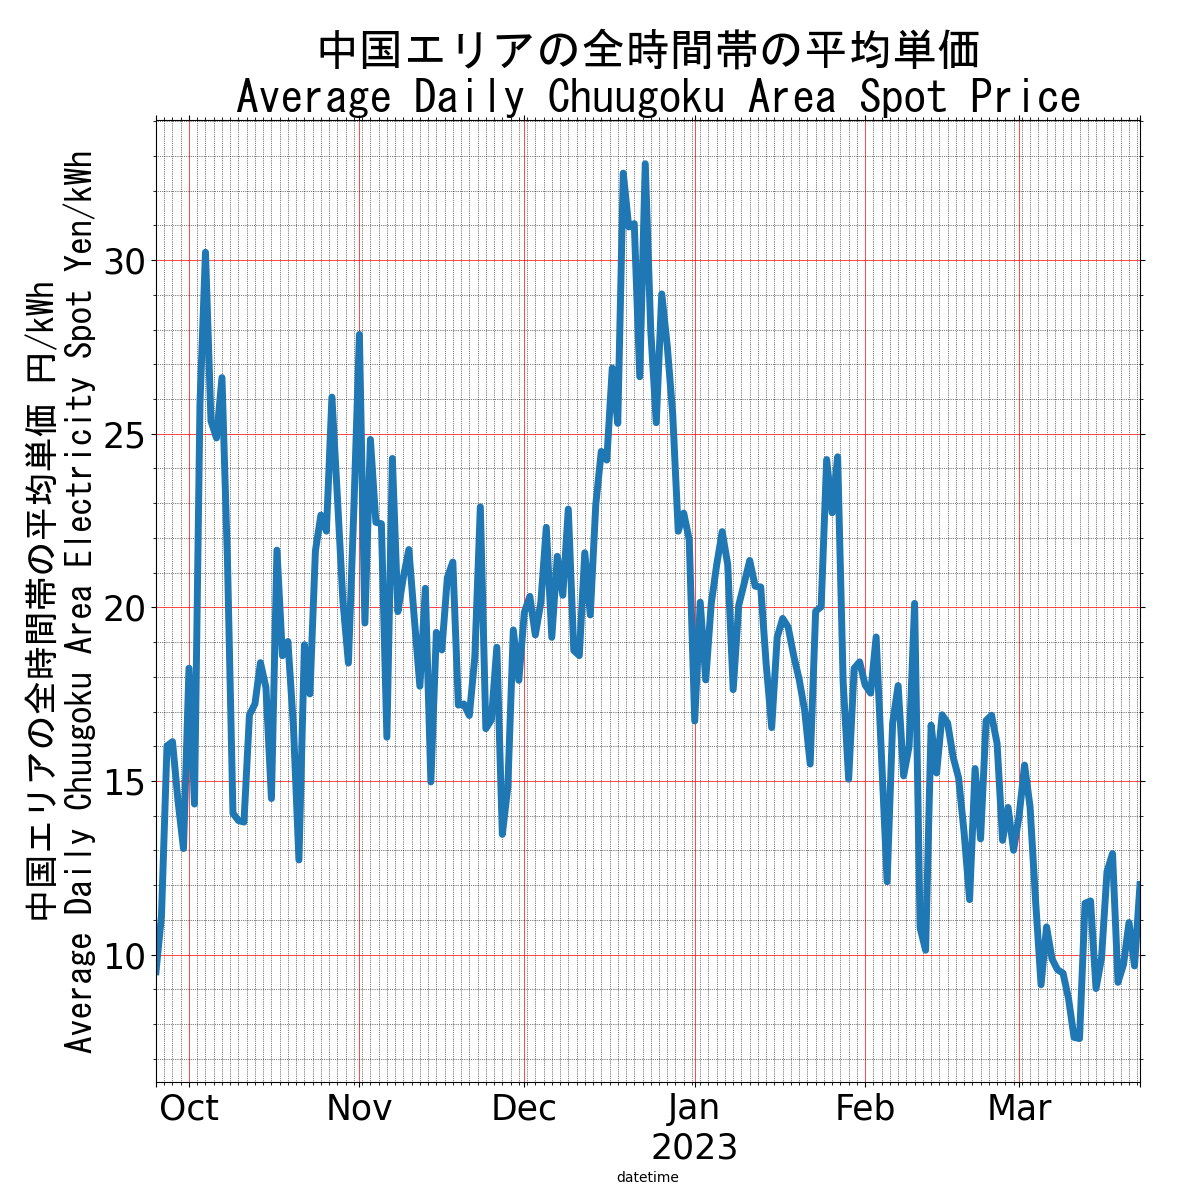 中国エリアの全時間帯の平均単価
Average Daily Chuugoku Area Spot Price
中国エリアの全時間帯の平均単価 円/kWh
Average Daily Chuugoku Area Electricity Spot Yen/kWh
30
25
20
15
10
Oct Nov Dec Jan Feb Mar
2023
datetime